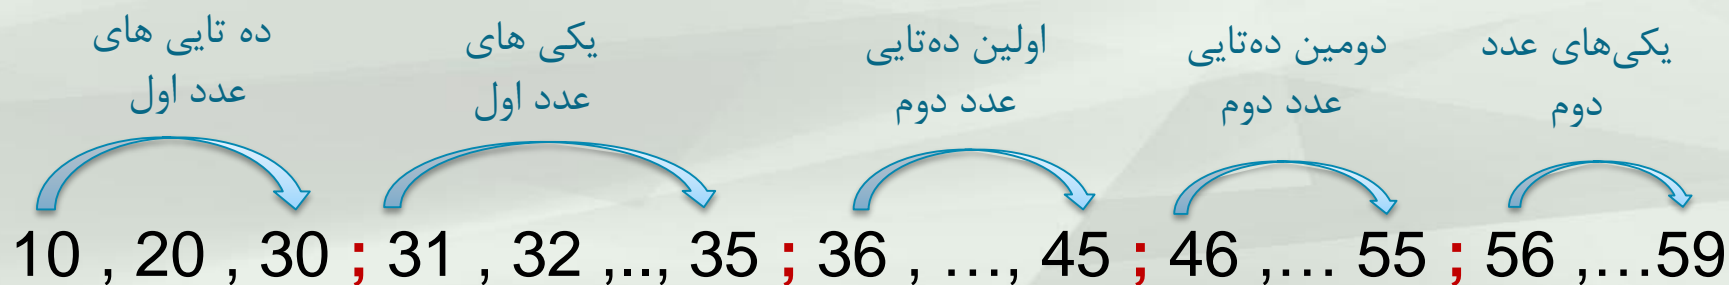 ده تایی های
عدد اول
یکی های
عدد اول
اولین ده‌تایی
عدد دوم
دومین ده‌تایی
عدد دوم
یکی‌های عدد
دوم
10 , 20 , 30 ; 31 , 32 ,.., 35 ; 36 , …, 45 ; 46 ,… 55 ; 56 ,…59